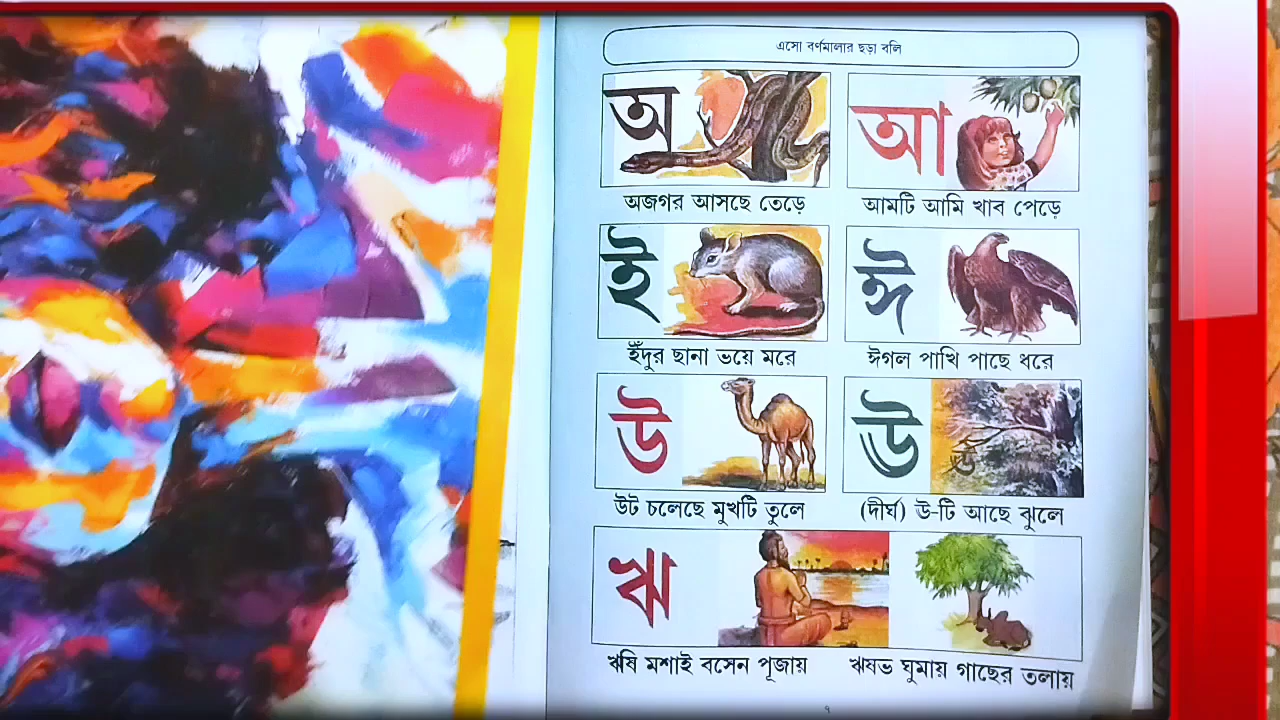 এসো বর্ণমালার ছড়া বলি
অ
আ
অজগর আসছে তেড়ে
আমটি আমি খাব পেড়ে
ই
ঈ
ইঁদুর ছানা ভয়ে মরে
ঈগল পাখি পাছে ধরে
উ
ঊ
উট চলেছে মুখটি তুলে
(দীর্ঘ) ঊ-টি আছে ঝুলে
ঋ
ঋষি মশাই বসেন পূজায়
ঋষভ ঘুমায় গাছের তলায়
৭